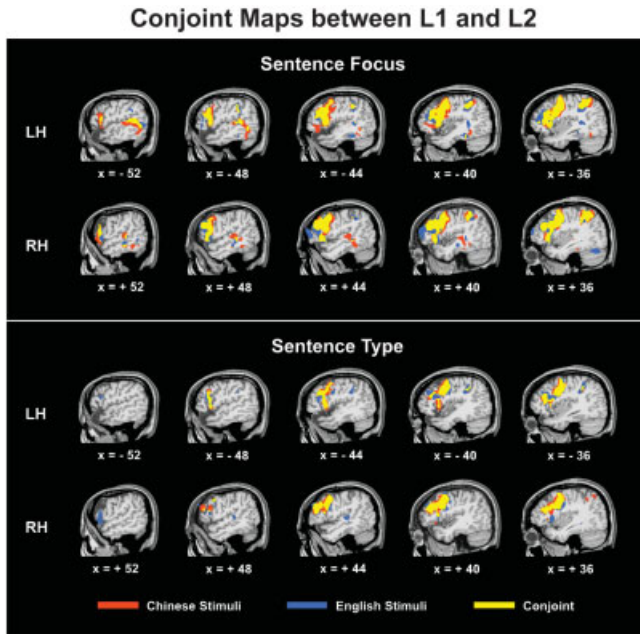 Conjoint Maps between L1 and L2
Sentence Focus
LH
x = - 52 x = - 48 x = - 44 x = - 40 x = - 36
RH
x = + 52 x = + 48 x = + 44 x = + 40 x = + 36
Sentence Type
LH
x = - 52 x = - 48 x = - 44 x = - 40 x = - 36
RH
x = + 52 x = + 48 x = + 44 x = + 40 x = + 36
Chinese Stimuli English Stimuli Conjoint